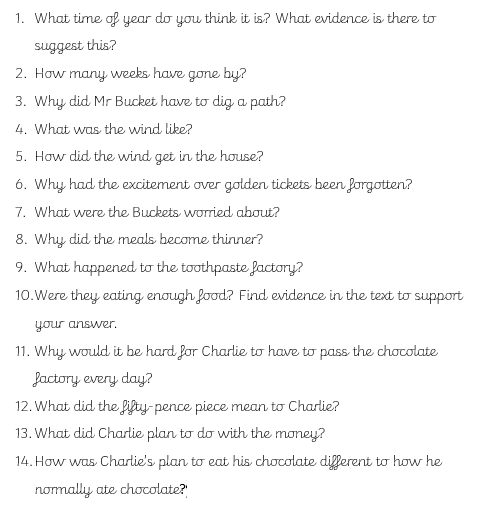 1. What time of year do you think it is? What evidence is there to
suggest this?
2. How many weeks have gone by?
3. Why did Mr Bucket have to dig a path?
4. What was the wind like?
5. How did the wind get in the house?
6. Why had the excitement over golden tickets been forgotten?
7. What were the Buckets worried about?
8. Why did the meals become thinner?
9. What happened to the toothpaste factory?
10. Were they eating enough food? Find evidence in the text to support
your answer.
11. Why would it be hard for Charlie to have to pass the chocolate
factory every day?
12. What did the fifty-pence piece mean to Charlie?
13. What did Charlie plan to do with the money?
14. How was Charlie's plan to eat his chocolate different to how he
normally ate chocolate?